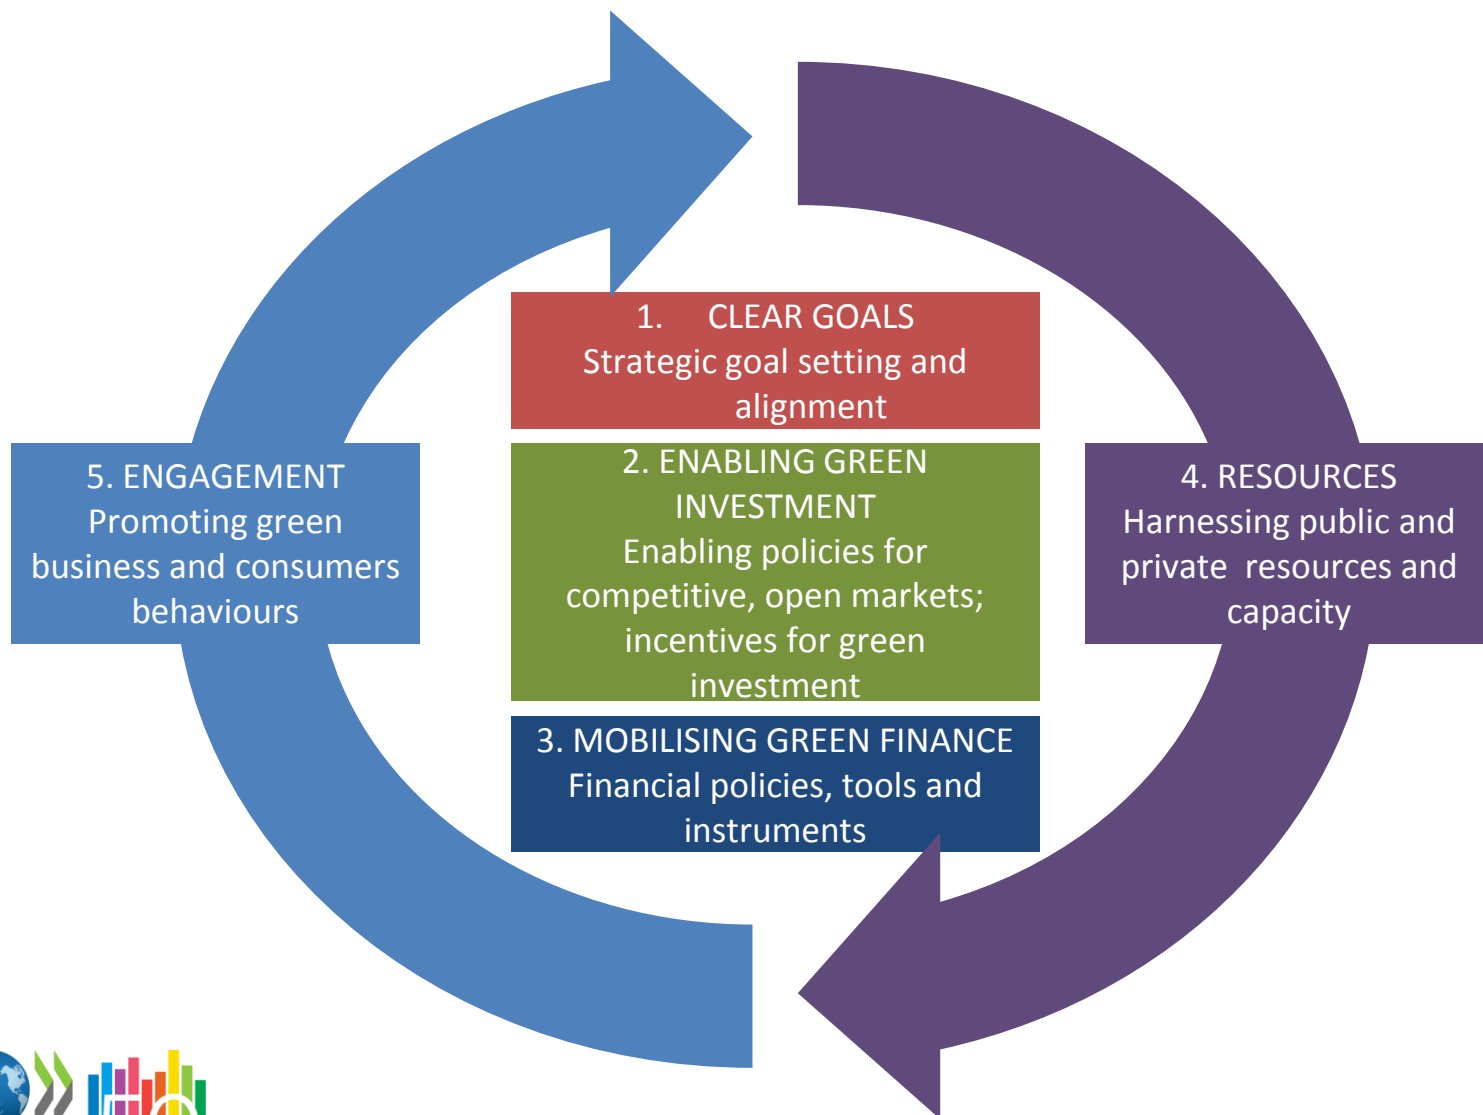 1. CLEAR GOALS
Strategic goal setting and
alignment
2. ENABLING GREEN
INVESTMENT
Enabling policies for
competitive, open markets;
incentives for green
investment
3. MOBILISING GREEN FINANCE
Financial policies, tools and
instruments
4. RESOURCES
Harnessing public and
private resources and
capacity
5. ENGAGEMENT
Promoting green
business and consumers
behaviours